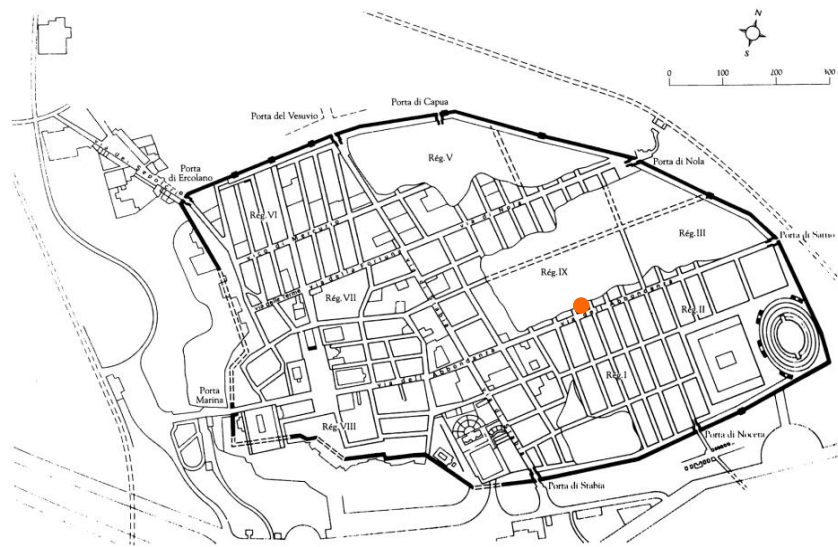 N
S
0 100 200 300
Porta di Capua
Porta del Vesuvio
Porta di Nola
Rég. V
Porta
di Ercolano
Rég. VI
Rég. III
Porta di Sarno
Rég. IX
Rég. VII
Rég. II
Rég. I
Porta
Marina
Rég. VIII
Porta di Nocera
Porta di Stabia